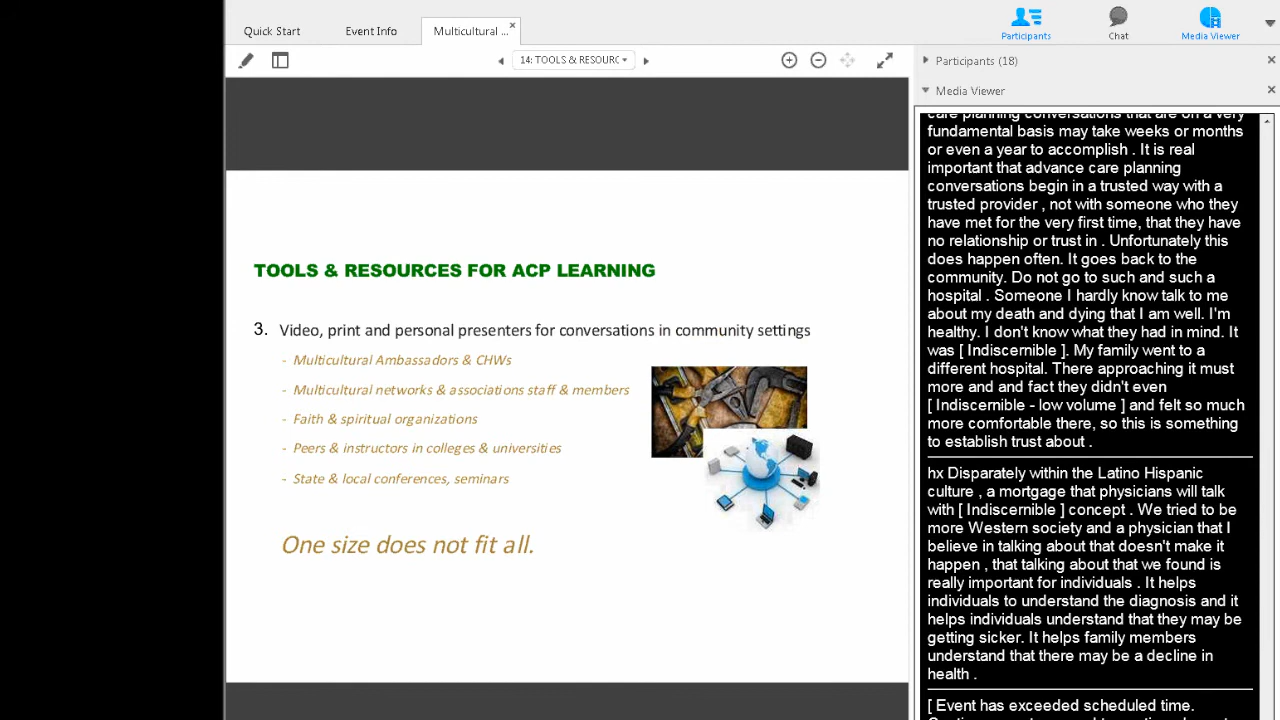 Quick Start
Event Info
Multicultural ...
Participants
Chat
Media Viewer
14: TOOLS & RESOURC
Participants (18)
Media Viewer
TOOLS & RESOURCES FOR ACP LEARNING
3. Video, print and personal presenters for conversations in community settings
- Multicultural Ambassadors & CHWs
- Multicultural networks & associations staff & members
- Faith & spiritual organizations
- Peers & instructors in colleges & universities
- State & local conferences, seminars
One size does not fit all.
care planning conversations that are on a very
fundamental basis may take weeks or months
or even a year to accomplish . It is real
important that advance care planning
conversations begin in a trusted way with a
trusted provider , not with someone who they
have met for the very first time, that they have
no relationship or trust in . Unfortunately this
does happen often. It goes back to the
community. Do not go to such and such a
hospital . Someone I hardly know talk to me
about my death and dying that I am well. I'm
healthy. I don't know what they had in mind. It
was [ Indiscernible ]. My family went to a
different hospital. There approaching it must
more and and fact they didn't even
[ Indiscernible - low volume ] and felt so much
more comfortable there, so this is something
to establish trust about .
hx Disparately within the Latino Hispanic
culture , a mortgage that physicians will talk
with [ Indiscernible ] concept . We tried to be
more Western society and a physician that I
believe in talking about that doesn't make it
happen , that talking about that we found is
really important for individuals . It helps
individuals to understand the diagnosis and it
helps individuals understand that they may be
getting sicker. It helps family members
understand that there may be a decline in
health .
[ Event has exceeded scheduled time.